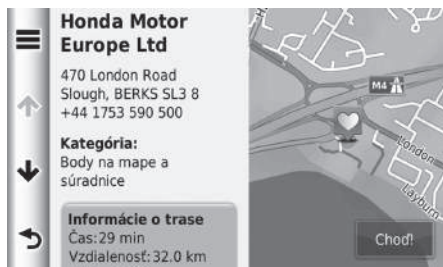 Honda Motor
Europe Ltd
470 London Road
Slough, BERKS SL3 8
+44 1753 590 500
Kategória:
Body na mape a
súradnice
Informácie o trase
Čas:29 min
Vzdialenosť:32.0 km
M4
London
Layburn
Choď!